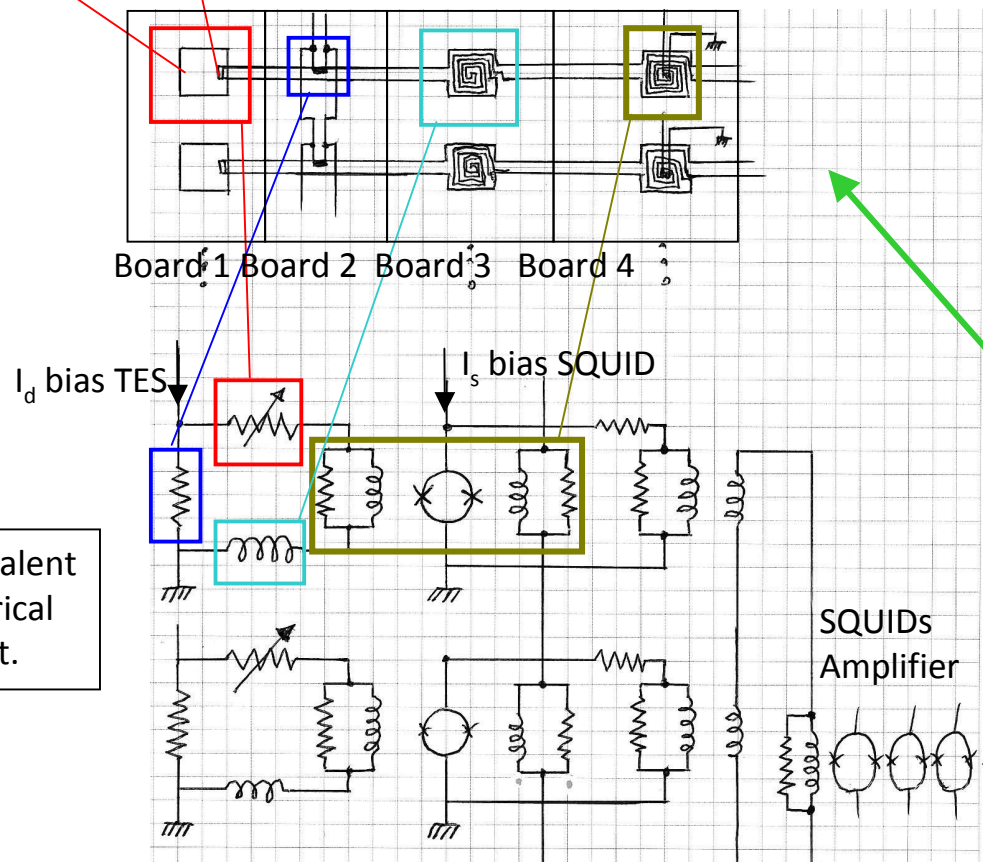 Board 1 Board 2 Board 3 Board 4
I_d bias TES
I_s bias SQUID
alent
rical
t.
SQUIDs
Amplifier